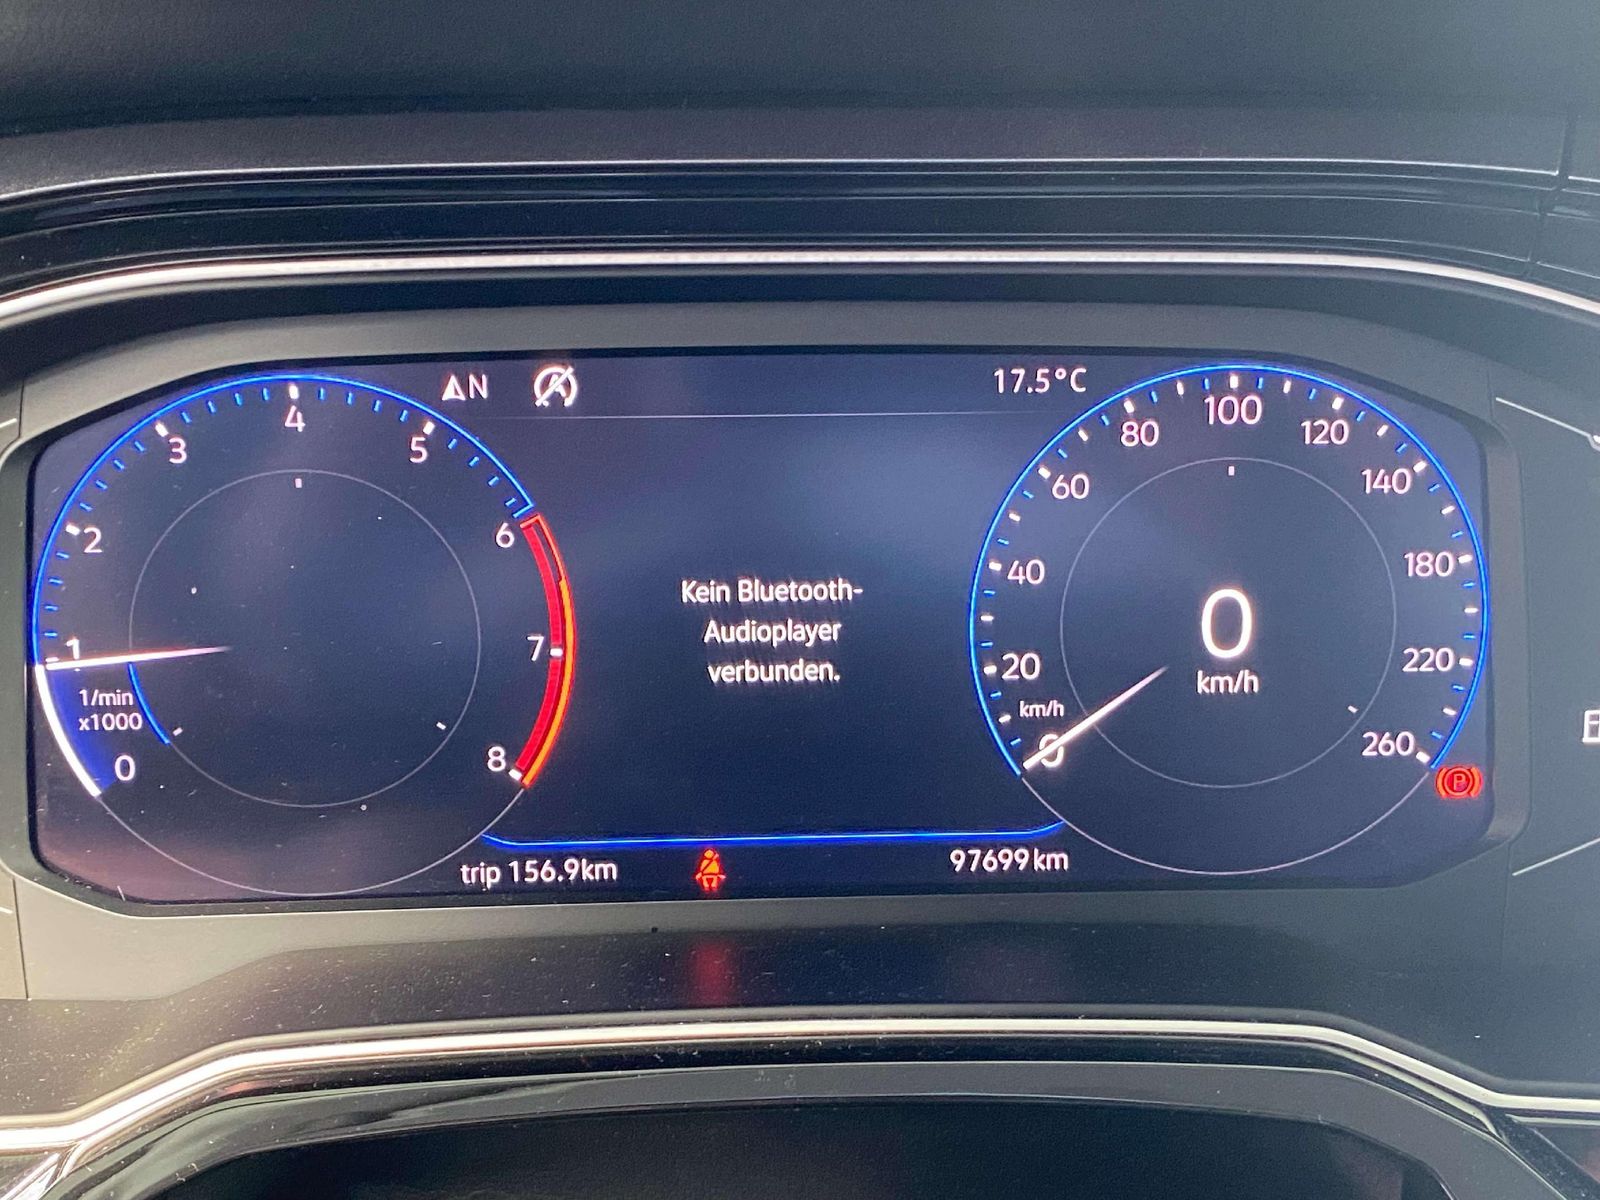 N
17.5°C
0
1
2
3
4
5
6
7
8
1/min
x1000
Kein Bluetooth-
Audioplayer
verbunden.
0
20
40
60
80
100
120
140
180
220
260
km/h
0
km/h
P
trip 156.9km
97699km